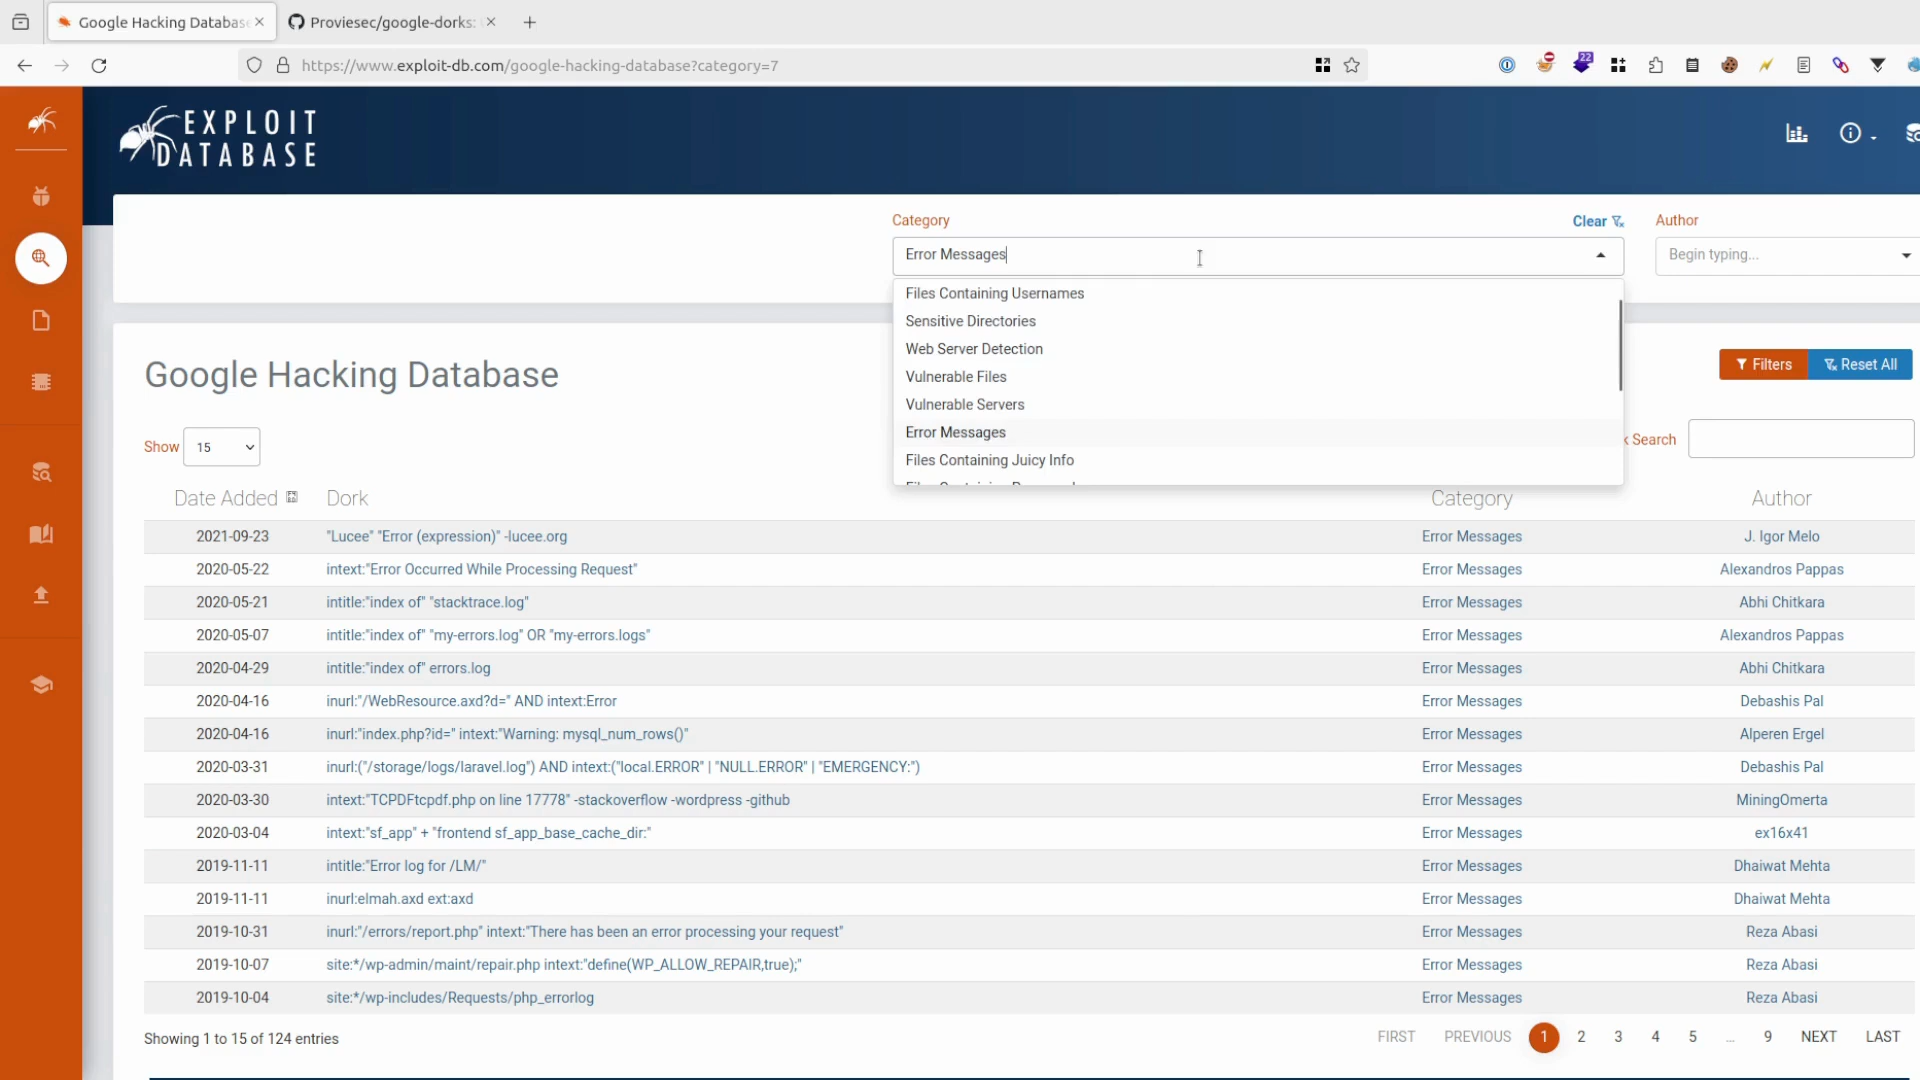 Google Hacking Databas
Proviesec/google-dorks:
https://www.exploit-db.com/google-hacking-database?category=7
22
EXPLOIT
DATABASE
Category
Clear
Author
Error Messages
Begin typing...
Files Containing Usernames
Sensitive Directories
Web Server Detection
Vulnerable Files
Vulnerable Servers
Error Messages
Files Containing Juicy Info
Google Hacking Database
Filters
Reset All
Show
15
k Search
Date Added
Dork
Category
Author
2021-09-23 "Lucee" "Error (expression)" -lucee.org Error Messages J. Igor Melo
2020-05-22 intext:"Error Occurred While Processing Request" Error Messages Alexandros Pappas
2020-05-21 intitle:"index of" "stacktrace.log" Error Messages Abhi Chitkara
2020-05-07 intitle:"index of" "my-errors.log" OR "my-errors.logs" Error Messages Alexandros Pappas
2020-04-29 intitle:"index of" errors.log Error Messages Abhi Chitkara
2020-04-16 inurl:"/WebResource.axd?d=" AND intext:Error Error Messages Debashis Pal
2020-04-16 inurl:"index.php?id=" intext:"Warning: mysql_num_rows()" Error Messages Alperen Ergel
2020-03-31 inurl:("/storage/logs/laravel.log") AND intext:("local.ERROR" | "NULL.ERROR" | "EMERGENCY:") Error Messages Debashis Pal
2020-03-30 intext:"TCPDFtcpdf.php on line 17778" -stackoverflow -wordpress -github Error Messages MiningOmerta
2020-03-04 intext:"sf_app" + "frontend sf_app_base_cache_dir:" Error Messages ex16x41
2019-11-11 intitle:"Error log for /LM/" Error Messages Dhaiwat Mehta
2019-11-11 inurl:elmah.axd ext:axd Error Messages Dhaiwat Mehta
2019-10-31 inurl:"/errors/report.php" intext:"There has been an error processing your request" Error Messages Reza Abasi
2019-10-07 site:*/wp-admin/maint/repair.php intext:"define(WP_ALLOW_REPAIR,true);" Error Messages Reza Abasi
2019-10-04 site:*/wp-includes/Requests/php_errorlog Error Messages Reza Abasi
Showing 1 to 15 of 124 entries
FIRST PREVIOUS 1 2 3 4 5 … 9 NEXT LAST